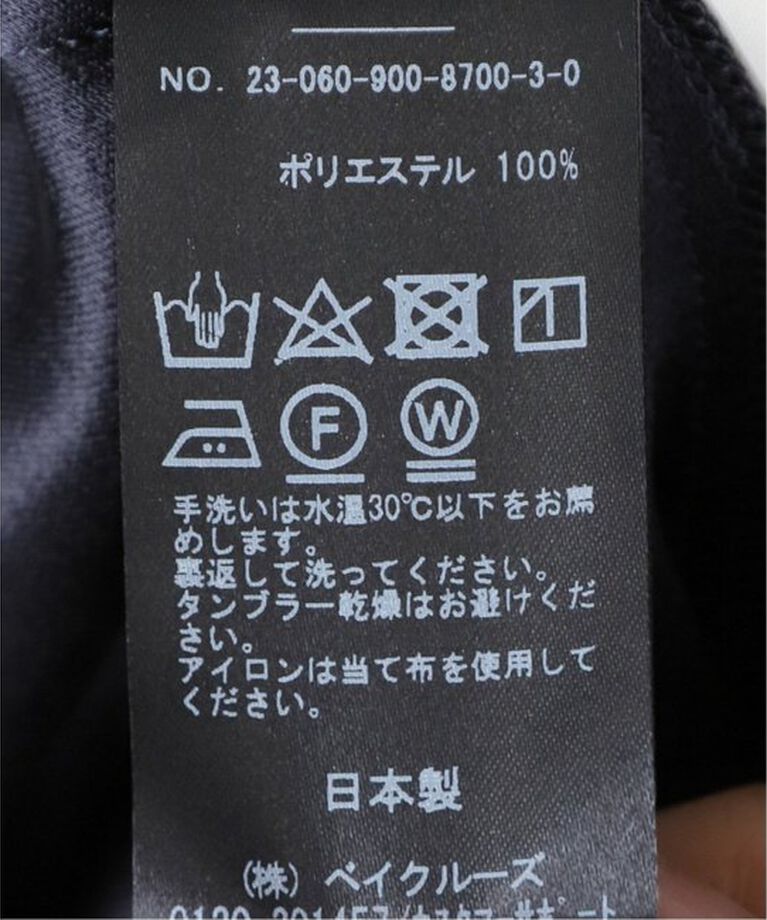 NO. 23-060-900-8700-3-0
ポリエステル 100%
F
W
手洗いは水温30℃以下をお薦
めします。
裏返して洗ってください。
タンブラー乾燥はお避けくだ
さい。
アイロンは当て布を使用して
ください。
日本製
(株) ベイクルーズ